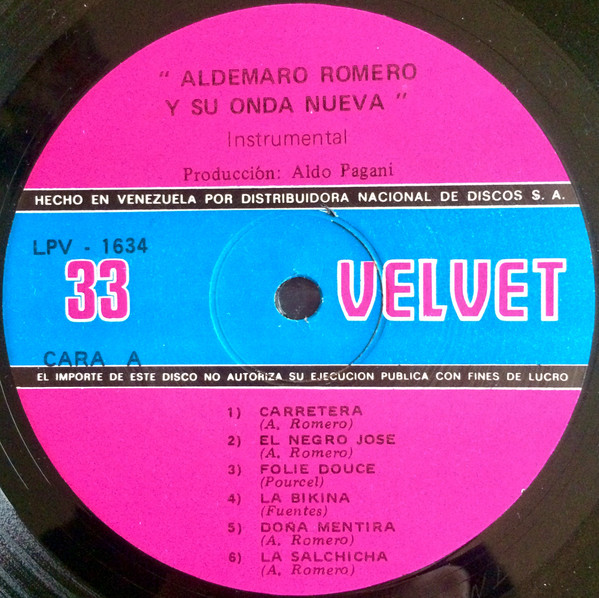 " ALDEMARO ROMERO
Y SU ONDA NUEVA "
Instrumental
Producción: Aldo Pagani
HECHO EN VENEZUELA POR DISTRIBUIDORA NACIONAL DE DISCOS S. A.
LPV - 1634
33 VELVET
CARA A
EL IMPORTE DE ESTE DISCO NO AUTORIZA SU EJECUCION PUBLICA CON FINES DE LUCRO
1) CARRETERA
(A. Romero)
2) EL NEGRO JOSE
(A. Romero)
3) FOLIE DOUCE
(Pourcel)
4) LA BIKINA
(Fuentes)
5) DOÑA MENTIRA
(A. Romero)
6) LA SALCHICHA
(A. Romero)